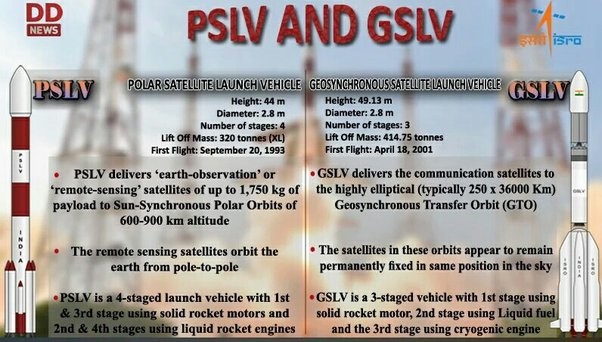 DD
NEWS
PSLV AND GSLV
इसरो isro
PSLV
POLAR SATELLITE LAUNCH VEHICLE
Height: 44 m
Diameter: 2.8 m
Number of stages: 4
Lift Off Mass: 320 tonnes (XL)
First Flight: September 20, 1993
GEOSYNCHRONOUS SATELLITE LAUNCH VEHICLE
GSLV
Height: 49.13 m
Diameter: 2.8 m
Number of stages: 3
Lift Off Mass: 414.75 tonnes
First Flight: April 18, 2001
• PSLV delivers ‘earth-observation’ or
‘remote-sensing’ satellites of up to 1,750 kg of
payload to Sun-Synchronous Polar Orbits of
600-900 km altitude
• The remote sensing satellites orbit the
earth from pole-to-pole
• PSLV is a 4-staged launch vehicle with 1st
& 3rd stage using solid rocket motors and
2nd & 4th stages using liquid rocket engines
• GSLV delivers the communication satellites to
the highly elliptical (typically 250 x 36000 Km)
Geosynchronous Transfer Orbit (GTO)
• The satellites in these orbits appear to remain
permanently fixed in same position in the sky
• GSLV is a 3-staged vehicle with 1st stage using
solid rocket motor, 2nd stage using Liquid fuel
and the 3rd stage using cryogenic engine
PSLV
INDIA
GSLV
INDIA
ISRO
ISRO